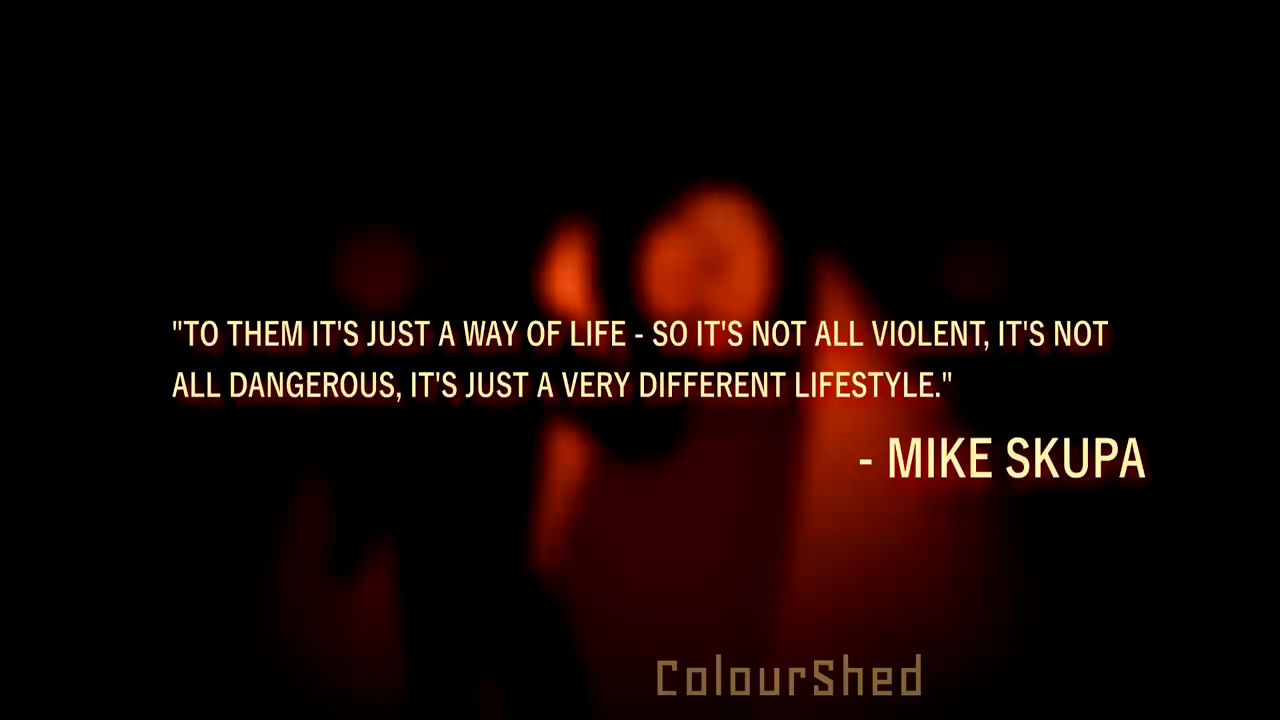 "TO THEM IT'S JUST A WAY OF LIFE - SO IT'S NOT ALL VIOLENT, IT'S NOT
ALL DANGEROUS, IT'S JUST A VERY DIFFERENT LIFESTYLE."
- MIKE SKUPA
ColourShed